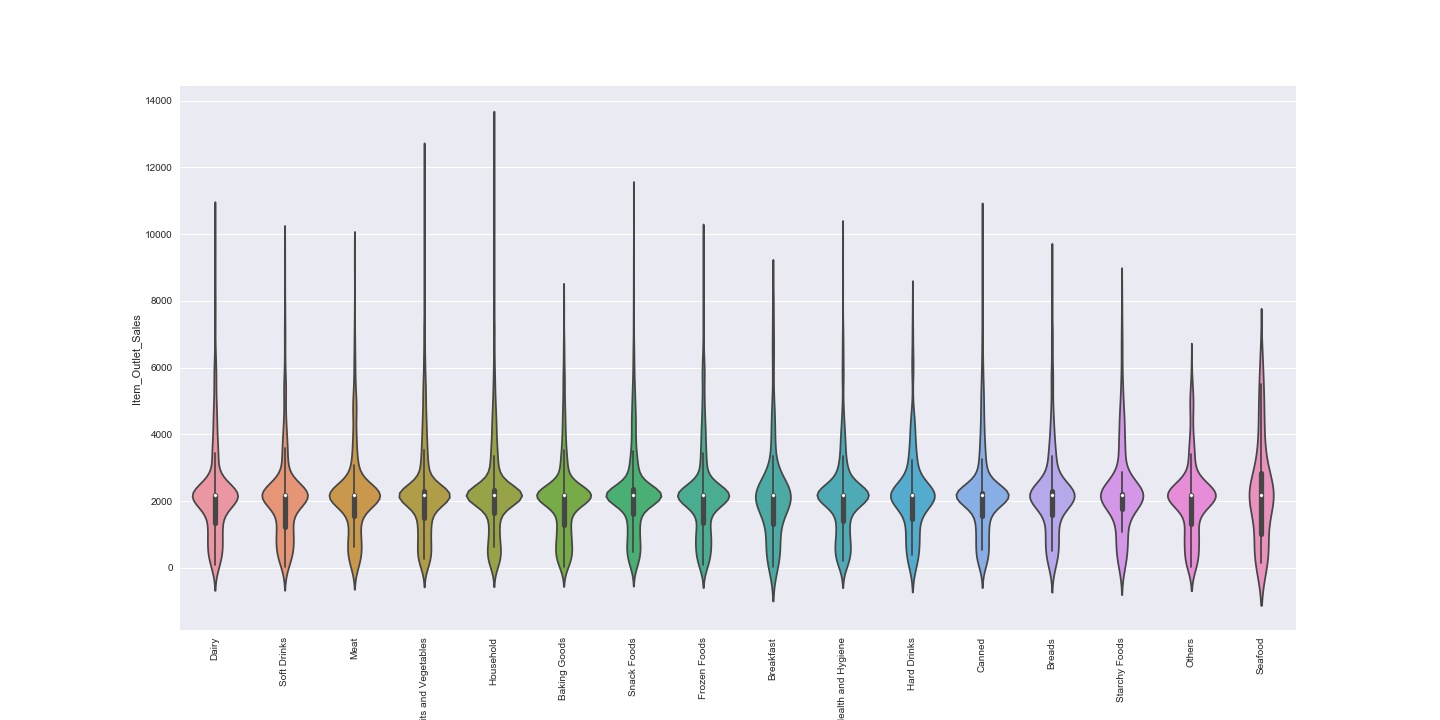 14000
12000
10000
8000
6000
4000
2000
0
Item_Outlet_Sales
Dairy
Soft Drinks
Meat
its and Vegetables
Household
Baking Goods
Snack Foods
Frozen Foods
Breakfast
ealth and Hygiene
Hard Drinks
Canned
Breads
Starchy Foods
Others
Seafood